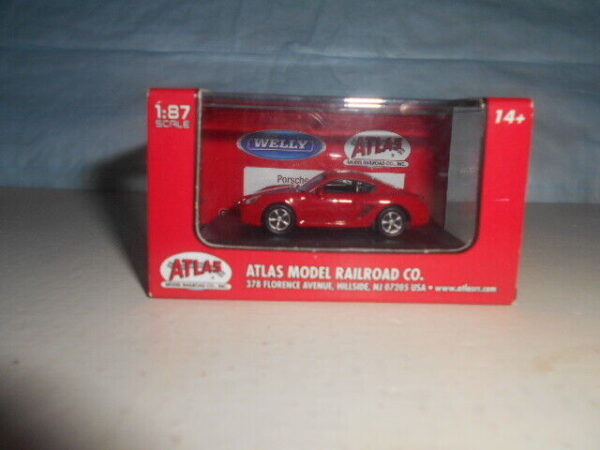 1:87
SCALE
14+
WELLY
ATLAS
MODEL RAILROAD CO., INC.
Porsche
ATLAS
MODEL RAILROAD CO., INC.
ATLAS MODEL RAILROAD CO.
378 FLORENCE AVENUE, HILLSIDE, NJ 07205 USA • www.atlasrr.com